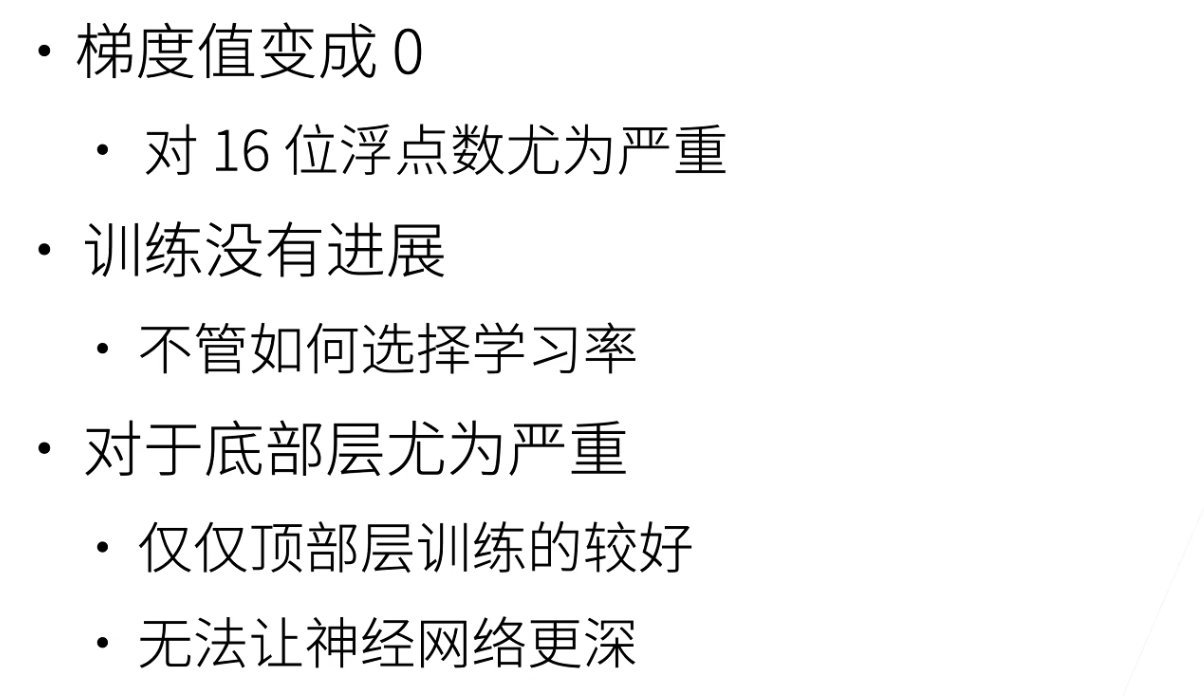 • 梯度值变成 0
• 对 16 位浮点数尤为严重
• 训练没有进展
• 不管如何选择学习率
• 对于底部层尤为严重
• 仅仅顶部层训练的较好
• 无法让神经网络更深